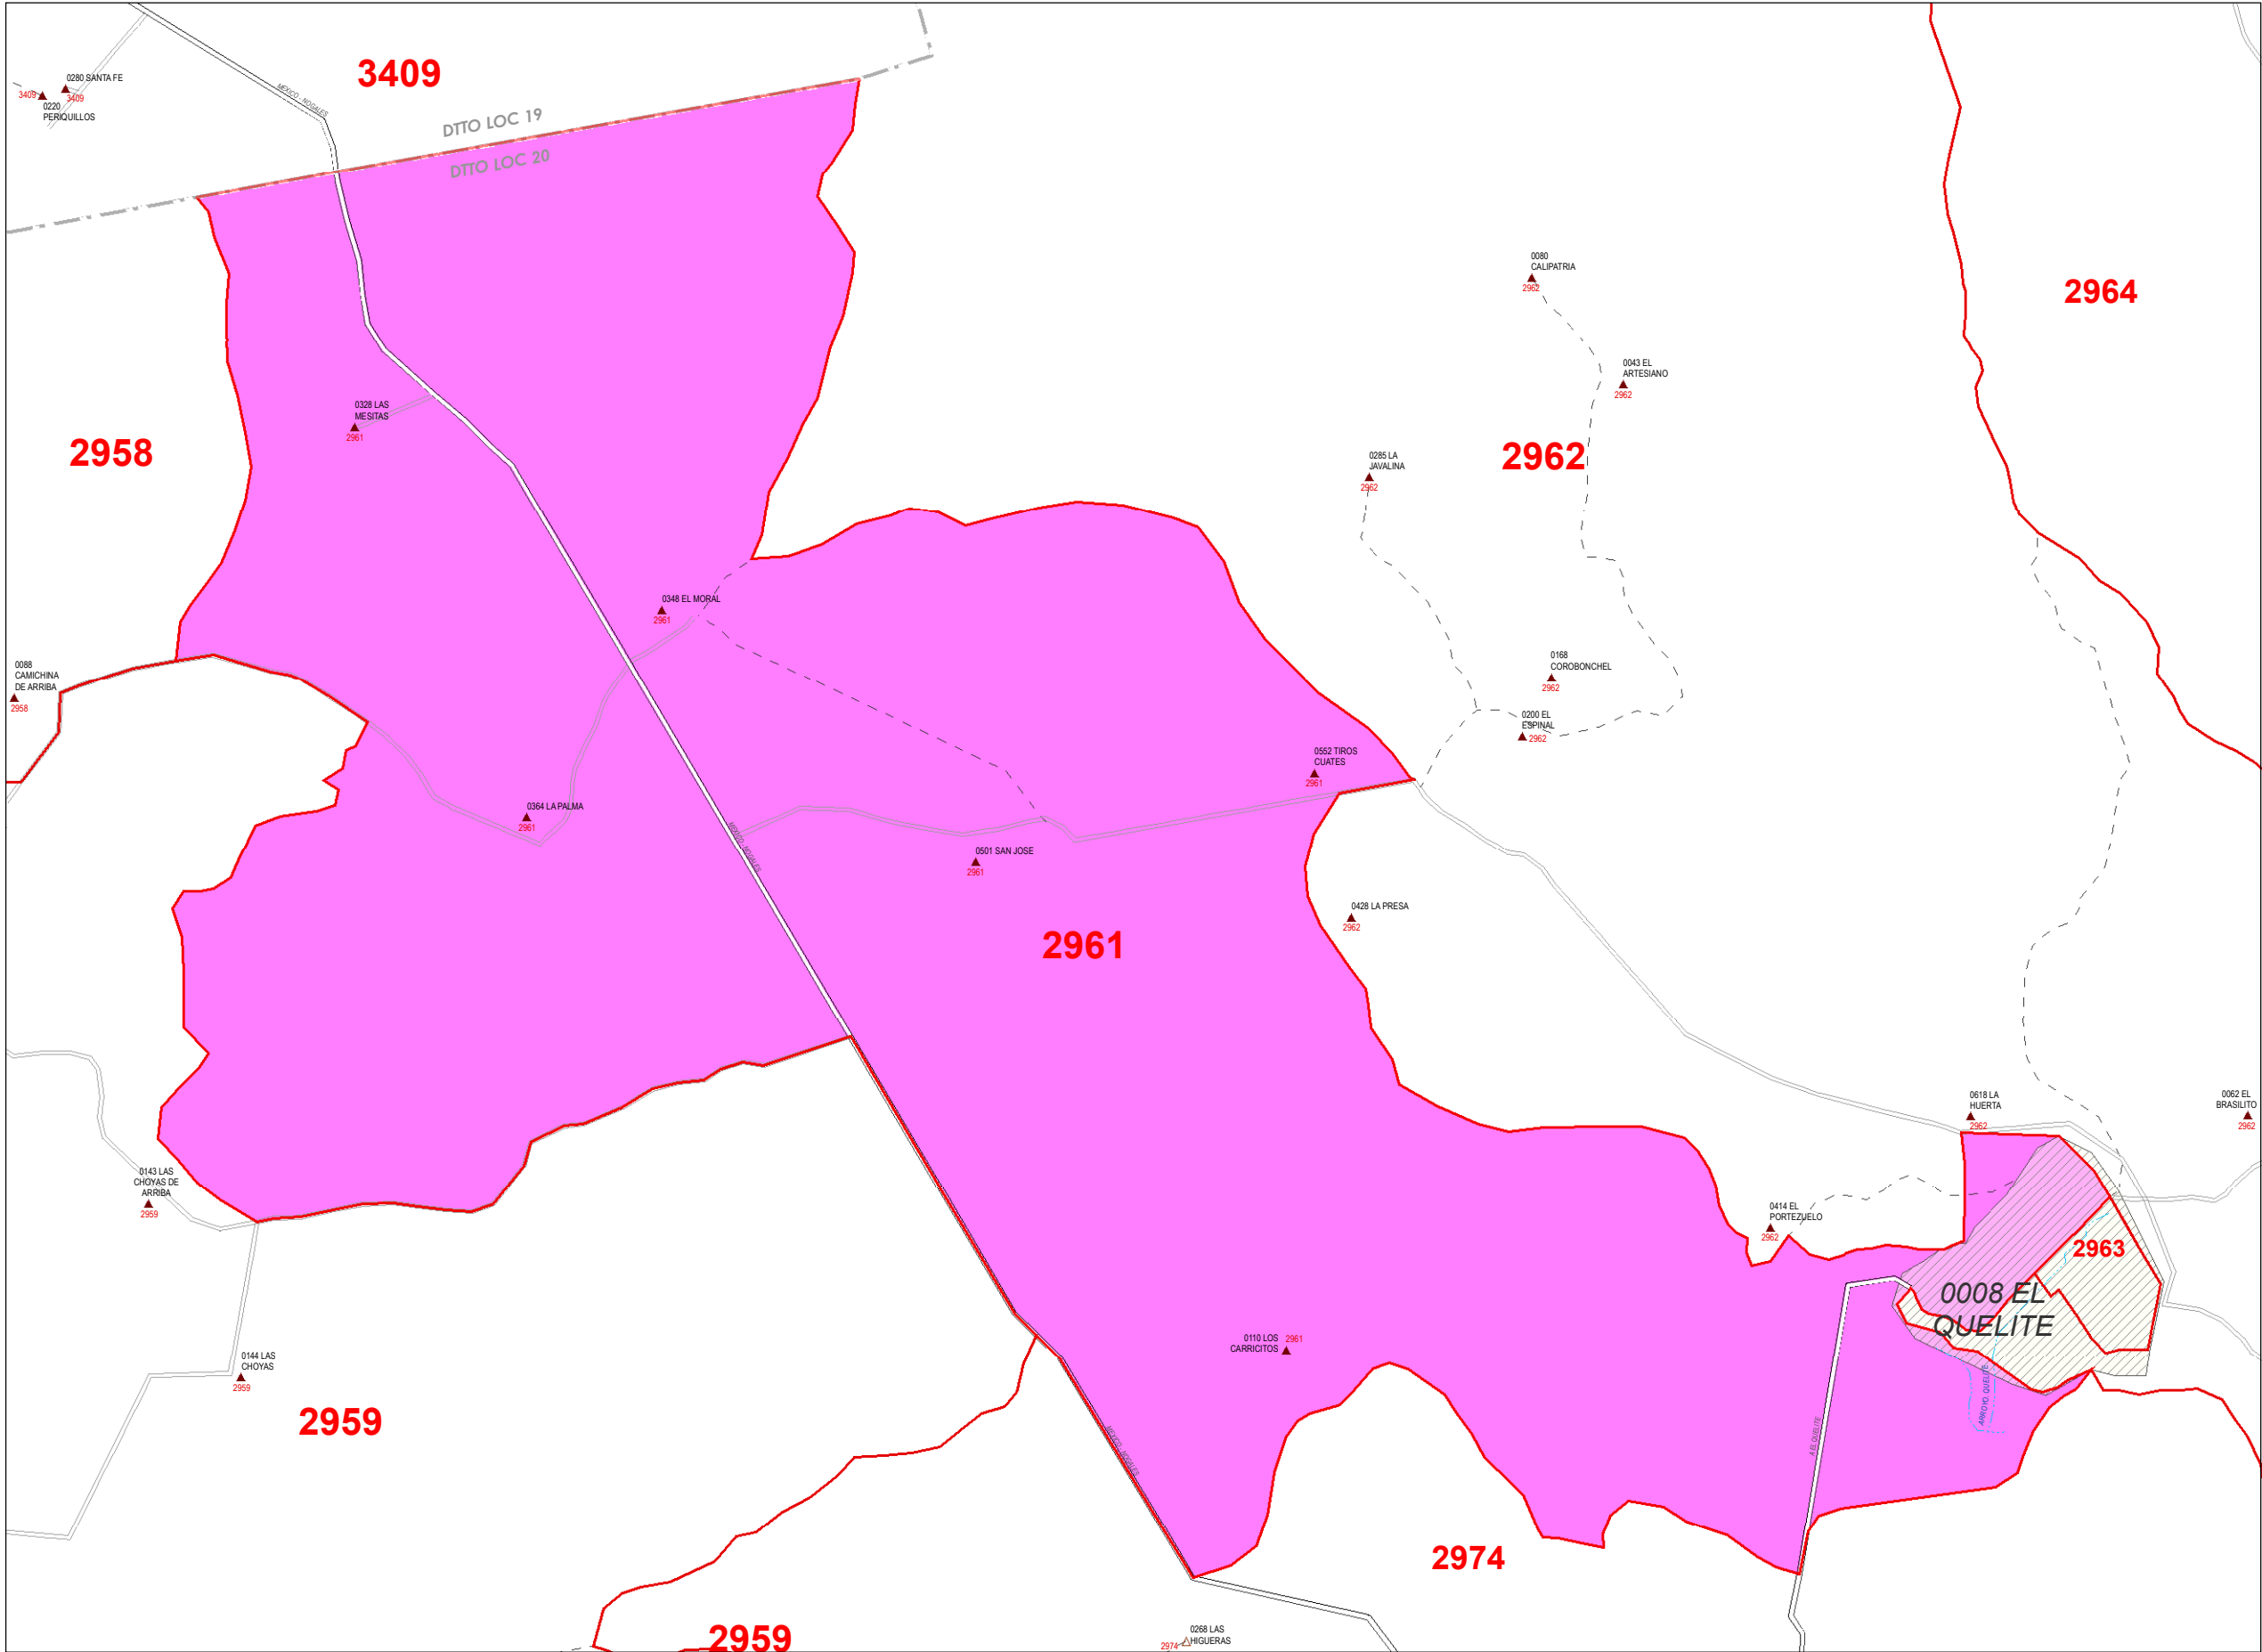 3409
0280 SANTA FE
3409
3409
0220
PERIQUILLOS
MEXICO - NOGALES
DTTO LOC 19
DTTO LOC 20
0080
CALIPATRIA
2962
2964
0043 EL
ARTESIANO
2962
0328 LAS
MESITAS
2961
2958
2962
0285 LA
JAVALINA
2962
0348 EL MORAL
2961
0088
CAMICHINA
DE ARRIBA
2958
0168
COROBONCHEL
2962
0200 EL
ESPINAL
2962
0552 TIROS
CUATES
2961
0364 LA PALMA
2961
MEXICO - NOGALES
0501 SAN JOSE
2961
0428 LA PRESA
2962
2961
0618 LA
HUERTA
2962
0062 EL
BRASILITO
2962
0143 LAS
CHOYAS DE
ARRIBA
2959
0414 EL
PORTEZUELO
2962
2963
0008 EL
QUELITE
0110 LOS
CARRICITOS
2961
0144 LAS
CHOYAS
2959
ARROYO QUELITE
A EL QUELITE
2959
MEXICO - NOGALES
2974
2959
0268 LAS
HIGUERAS
2974